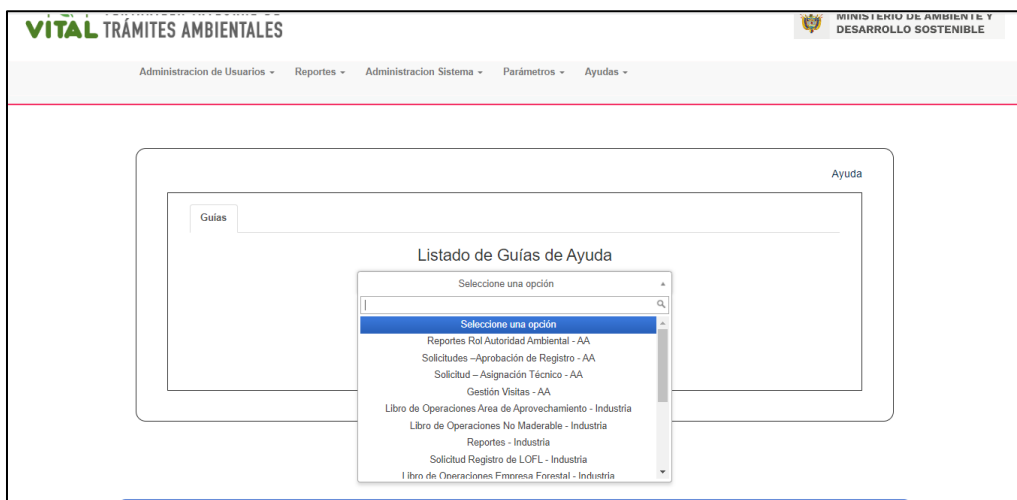 VITAL TRÁMITES AMBIENTALES
MINISTERIO DE AMBIENTE Y
DESARROLLO SOSTENIBLE
Administracion de Usuarios
Reportes
Administracion Sistema
Parámetros
Ayudas
Ayuda
Guías
Listado de Guías de Ayuda
Seleccione una opción
Seleccione una opción
Reportes Rol Autoridad Ambiental - AA
Solicitudes –Aprobación de Registro - AA
Solicitud – Asignación Técnico - AA
Gestión Visitas - AA
Libro de Operaciones Area de Aprovechamiento - Industria
Libro de Operaciones No Maderable - Industria
Reportes - Industria
Solicitud Registro de LOFL - Industria
Libro de Operaciones Empresa Forestal - Industria